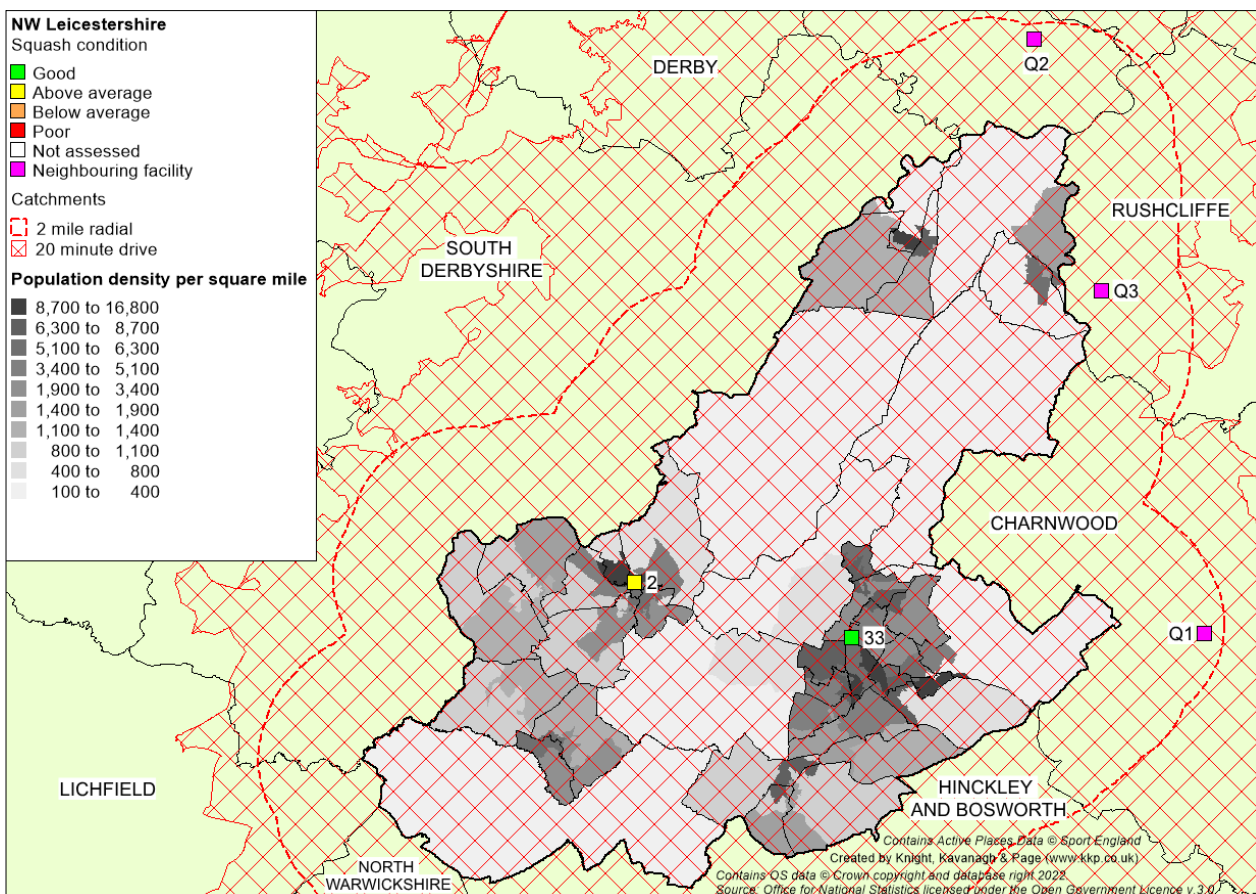 NW Leicestershire
Squash condition
Good
Above average
Below average
Poor
Not assessed
Neighbouring facility
Catchments
2 mile radial
20 minute drive
Population density per square mile
8,700 to 16,800
6,300 to 8,700
5,100 to 6,300
3,400 to 5,100
1,900 to 3,400
1,400 to 1,900
1,100 to 1,400
800 to 1,100
400 to 800
100 to 400
DERBY
Q2
SOUTH
DERBYSHIRE
RUSHCLIFFE
Q3
CHARNWOOD
2
33
Q1
LICHFIELD
HINCKLEY
AND BOSWORTH
NORTH
WARWICKSHIRE
Contains Active Places Data © Sport England
Created by Knight, Kavanagh & Page (www.kkp.co.uk)
Contains OS data © Crown copyright and database right 2022
Source: Office for National Statistics licensed under the Open Government Licence v.3.0